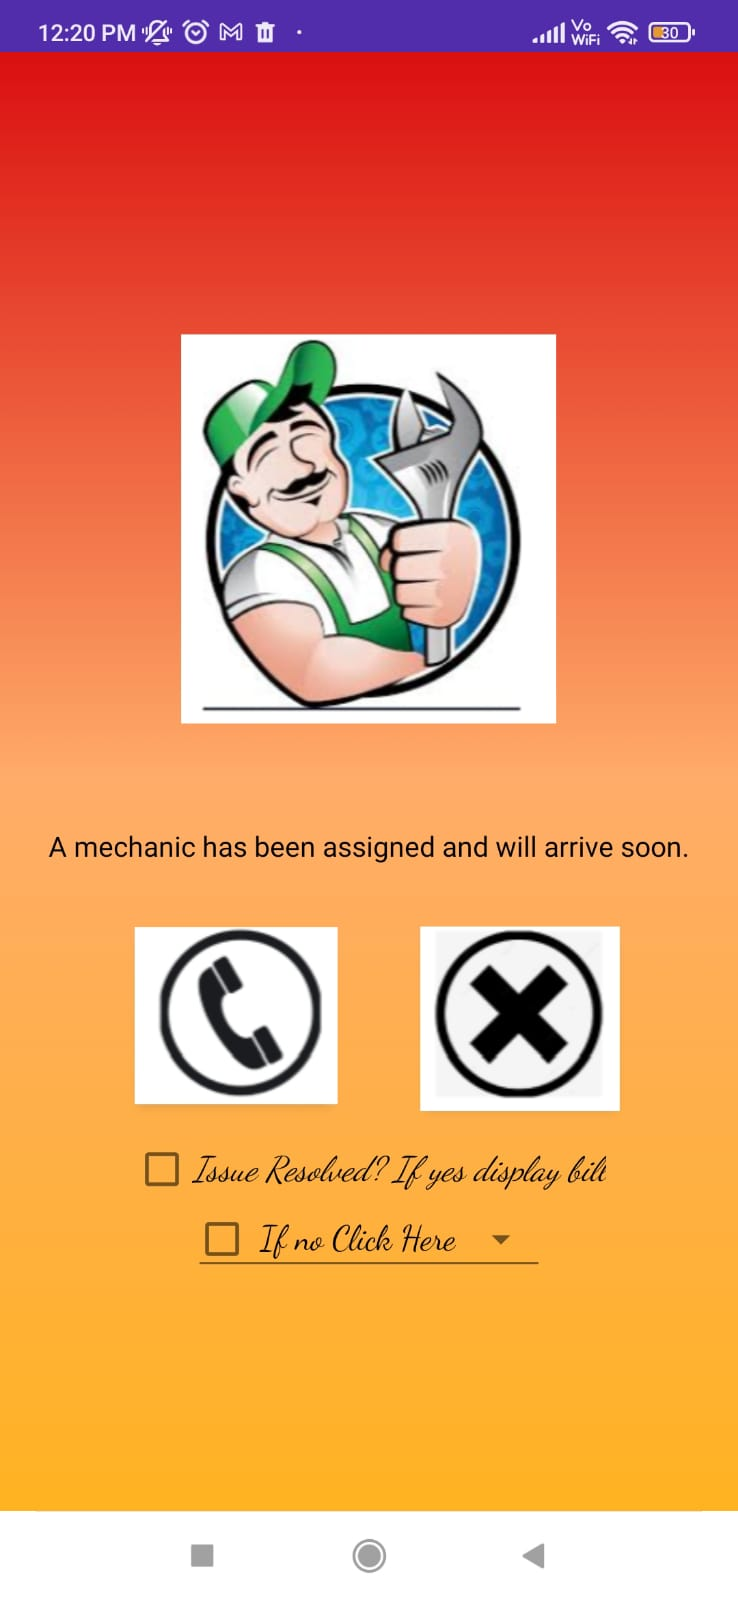 12:20 PM
Vo
WiFi
30
A mechanic has been assigned and will arrive soon.
Issue Resolved? If yes display bill
If no Click Here